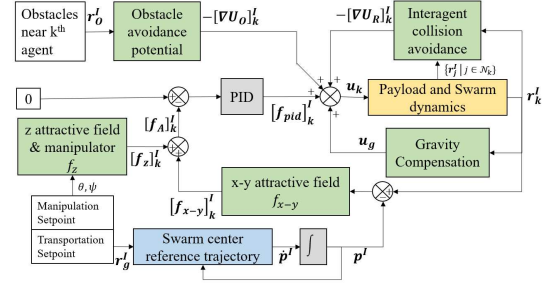 Obstacles
near kᵗʰ
agent
r_O^I
Obstacle
avoidance
potential
−[∇U_O]_k^I
−[∇U_R]_k^I
Interagent
collision
avoidance
{r_j^I | j ∈ N_k}
0
+
−
PID
[f_pid]_k^I
+
+
+
+
u_k
Payload and Swarm
dynamics
r_k^I
[f_A]_k^I
z attractive field
& manipulator
f_z
[f_z]_k^I
+
+
u_g
Gravity
Compensation
θ, ψ
[f_x−y]_k^I
x-y attractive field
f_x−y
Manipulation
Setpoint
Transportation
Setpoint
r_g^I
Swarm center
reference trajectory
ṗ^I
∫
p^I